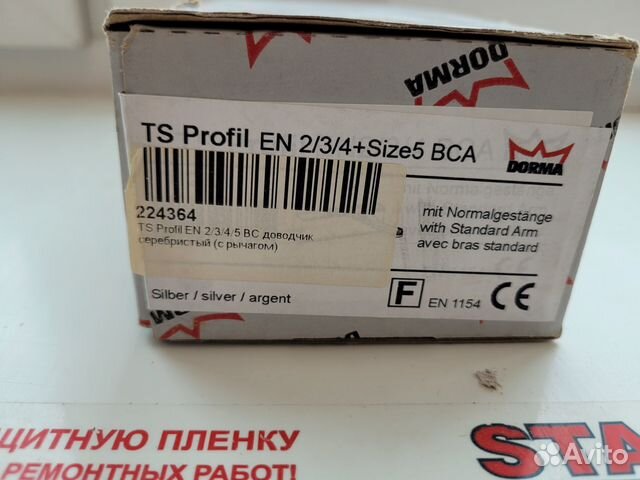 DORMA
TS Profil EN 2/3/4+Size5 BCA
DORMA
224364
TS Profil EN 2/3/4/5 BC доводчик
серебристый (с рычагом)
mit Normalgestänge
with Standard Arm
avec bras standard
Silber / silver / argent
F EN 1154 CE
ЩИТНУЮ ПЛЕНКУ
РЕМОНТНЫХ РАБОТ!
STA
Avito